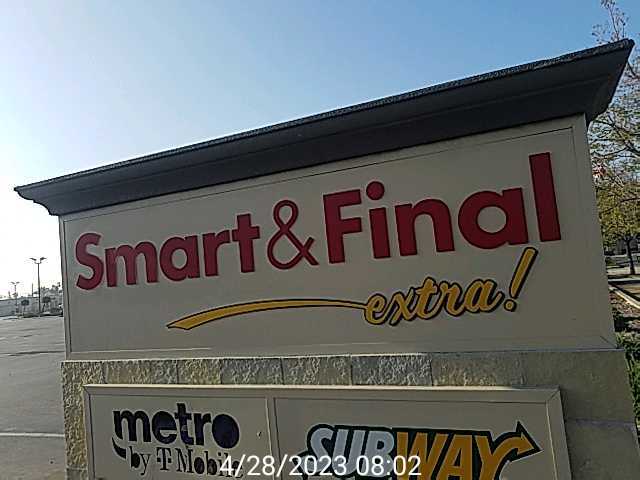 Smart & Final
extra!
metro
by T Mobile
SUBWAY
4/28/2023 08:02